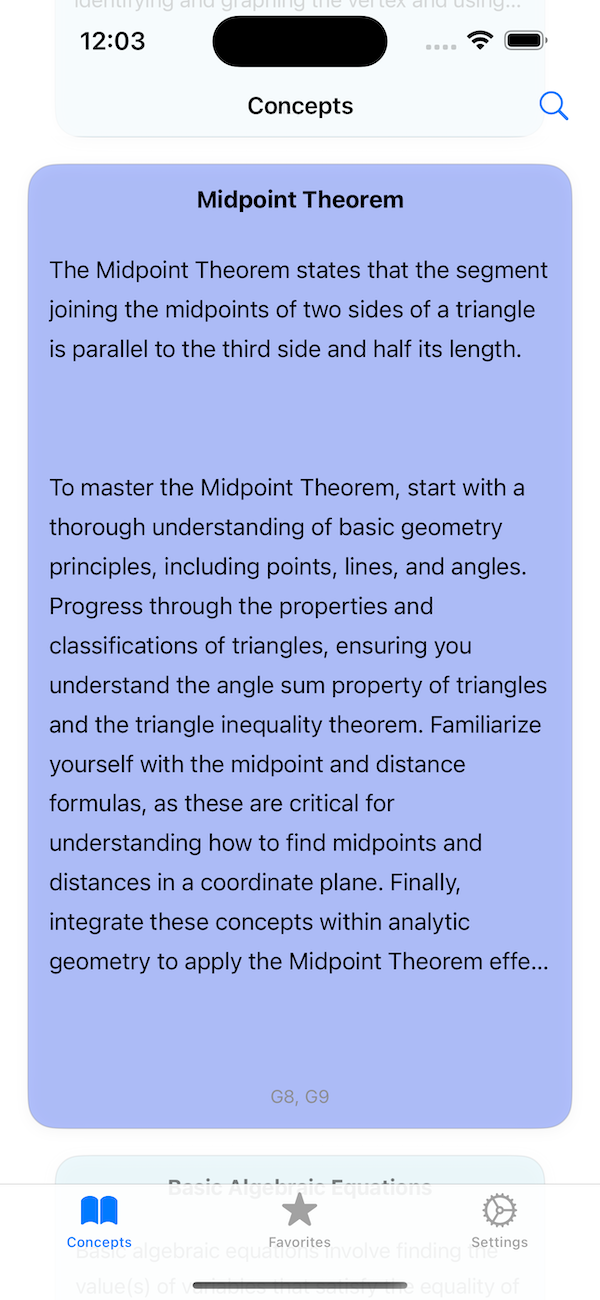 identifying and graphing the vertex and using...
12:03
Concepts
Midpoint Theorem
The Midpoint Theorem states that the segment
joining the midpoints of two sides of a triangle
is parallel to the third side and half its length.
To master the Midpoint Theorem, start with a
thorough understanding of basic geometry
principles, including points, lines, and angles.
Progress through the properties and
classifications of triangles, ensuring you
understand the angle sum property of triangles
and the triangle inequality theorem. Familiarize
yourself with the midpoint and distance
formulas, as these are critical for
understanding how to find midpoints and
distances in a coordinate plane. Finally,
integrate these concepts within analytic
geometry to apply the Midpoint Theorem effe...
G8, G9
Basic Algebraic Equations
Concepts
Favorites
Settings
Basic algebraic equations involve finding the
value(s) of variables that satisfy the equality of